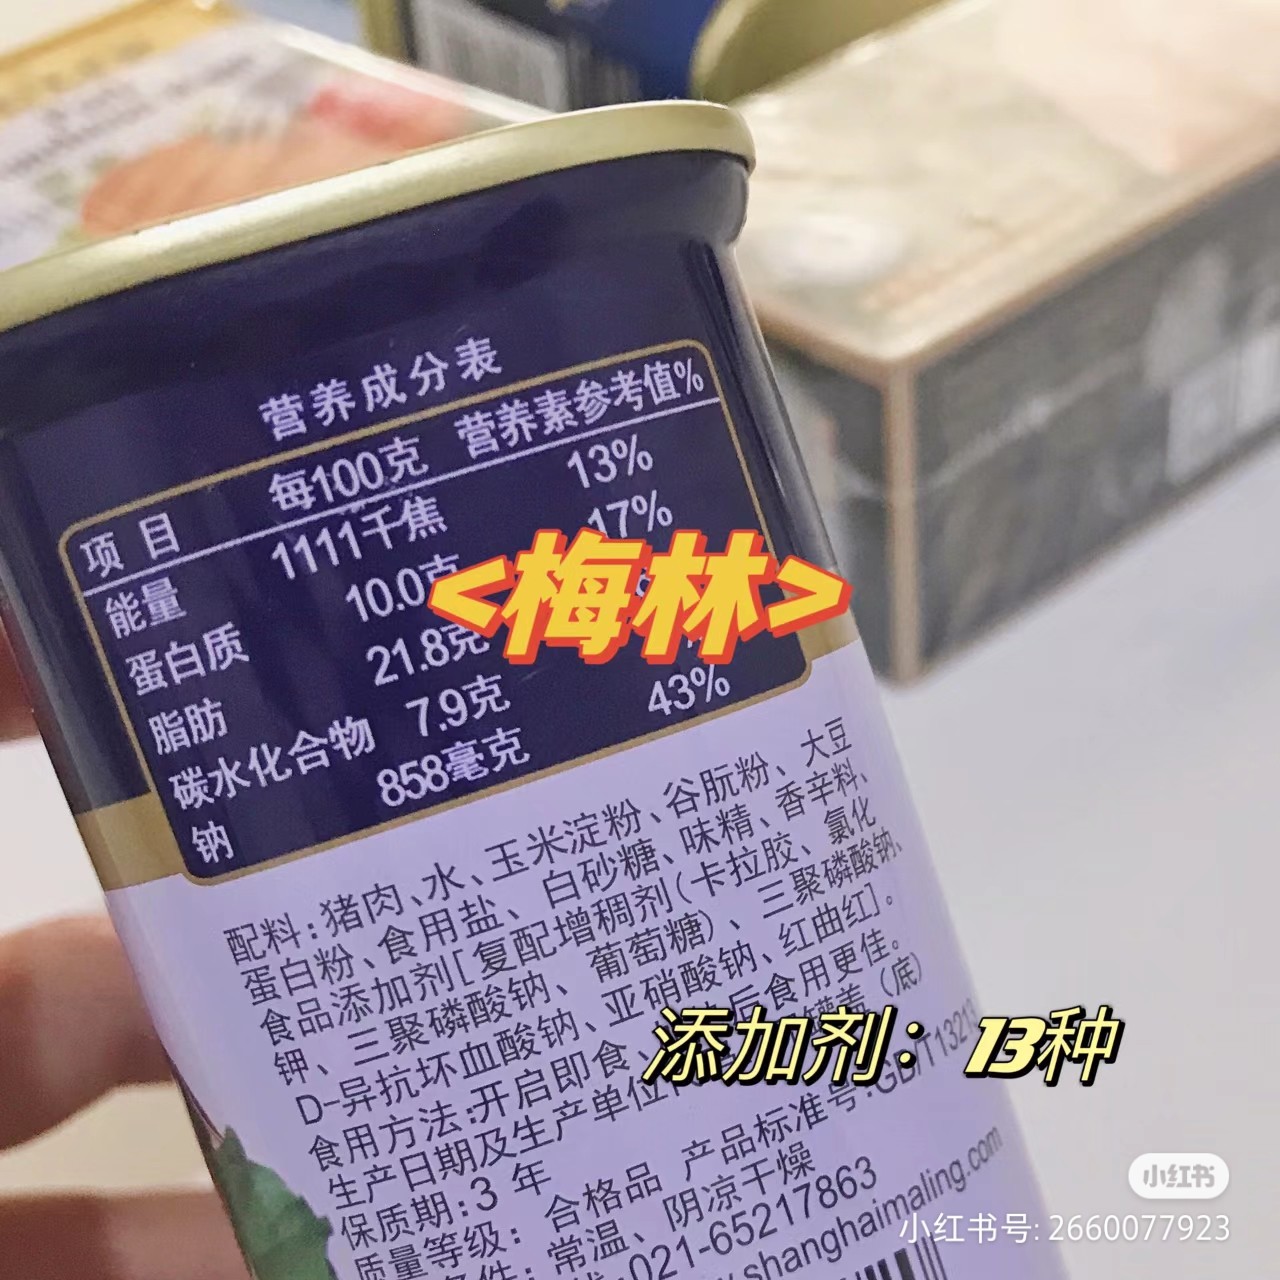 营养成分表
项目 每100克 营养素参考值%
能量 1111千焦 13%
蛋白质 10.0克 17%
脂肪 21.8克
碳水化合物 7.9克
钠 858毫克 43%
<梅林>
配料:猪肉、水、玉米淀粉、谷朊粉、大豆
蛋白粉、食用盐、白砂糖、味精、香辛料、
食品添加剂[复配增稠剂(卡拉胶、氯化
钾、三聚磷酸钠、葡萄糖)、三聚磷酸钠、
D-异抗坏血酸钠、亚硝酸钠、红曲红]。
食用方法:开启即食、后食用更佳。
生产日期及生产单位罐盖(底)
保质期:3年 产品标准号:GB/T13213
质量等级: 合格品
条件: 常温、阴凉干燥
021-65217863
shanghaimaling.com
添加剂：13种
小红书
小红书号: 2660077923